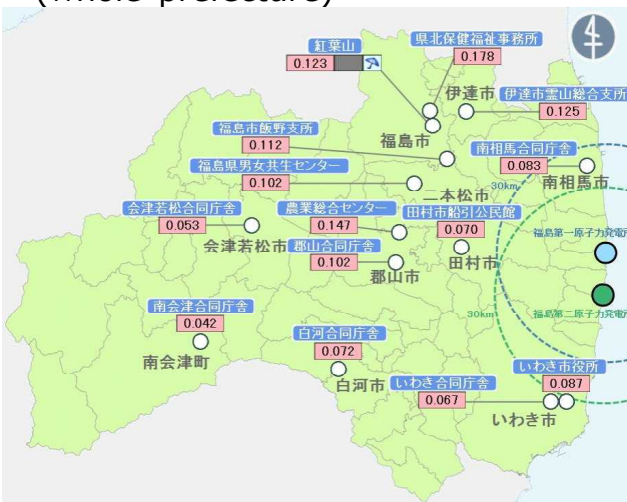 (whole prefecture)
県北保健福祉事務所
0.178
紅葉山
0.123
伊達市
伊達市霊山総合支所
0.125
福島市
福島市飯野支所
0.112
南相馬合同庁舎
0.083
南相馬市
福島県男女共生センター
0.102
二本松市
30km
会津若松合同庁舎
0.053
会津若松市
農業総合センター
0.147
田村市船引公民館
0.070
田村市
福島第一原子力発電所
郡山合同庁舎
0.102
郡山市
南会津合同庁舎
0.042
南会津町
30km
福島第二原子力発電所
白河合同庁舎
0.072
白河市
いわき市役所
0.087
いわき合同庁舎
0.067
いわき市